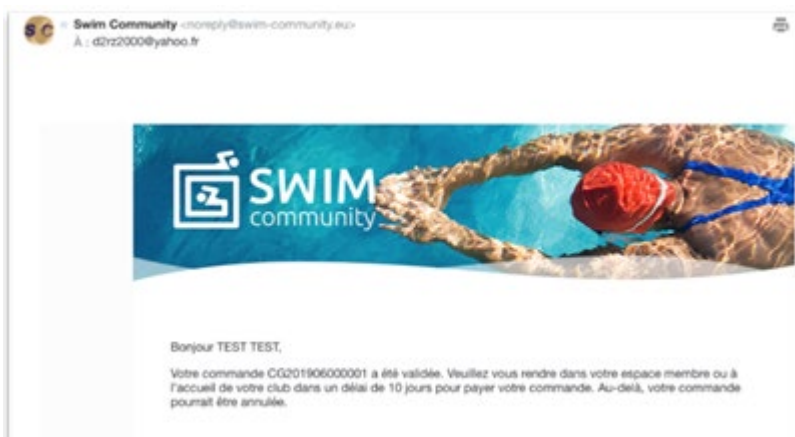 S C
Swim Community <noreply@swim-community.eu>
À : d2rz2000@yahoo.fr
SWIM
community
Bonjour TEST TEST,
Votre commande CG201906000001 a été validée. Veuillez vous rendre dans votre espace membre ou à
l'accueil de votre club dans un délai de 10 jours pour payer votre commande. Au-delà, votre commande
pourrait être annulée.